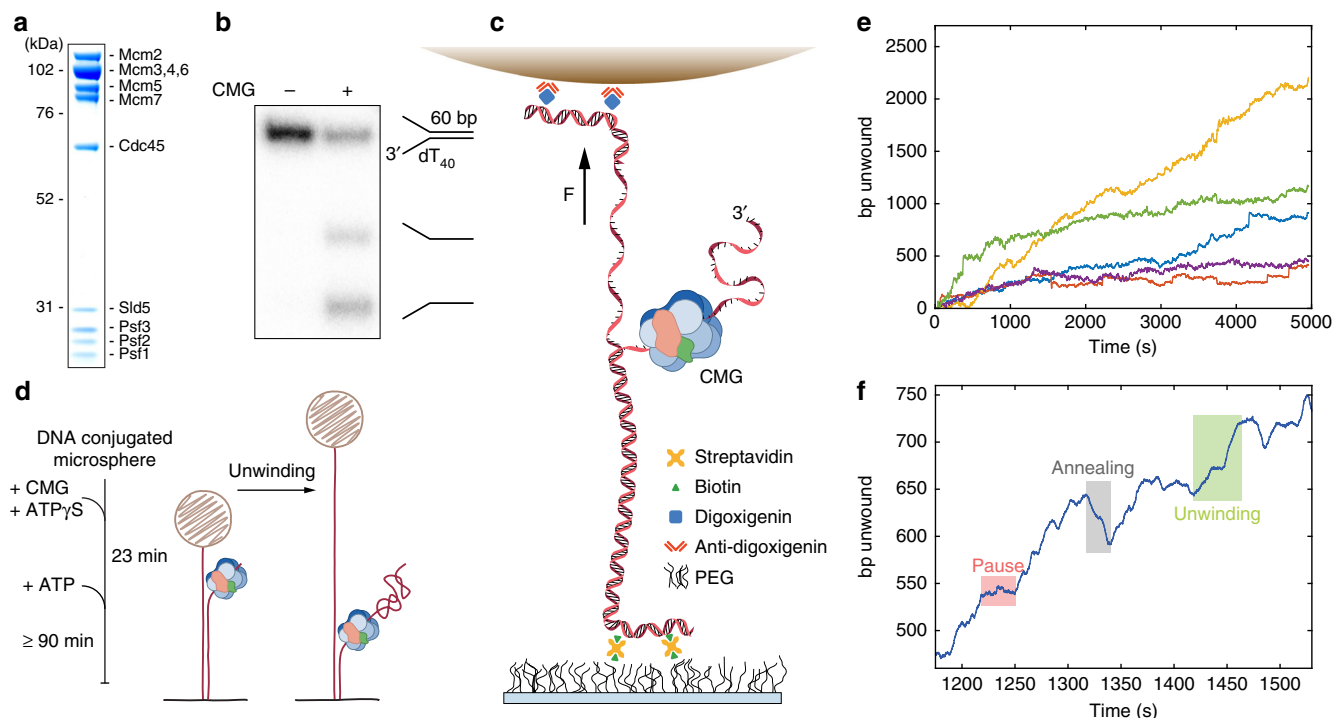 a
(kDa)
102 -
76 -
52 -
31 -
- Mcm2
- Mcm3,4,6
- Mcm5
- Mcm7
- Cdc45
- Sld5
- Psf3
- Psf2
- Psf1
b
CMG − +
60 bp
3′ dT40
c
F
3′
CMG
Streptavidin
Biotin
Digoxigenin
Anti-digoxigenin
PEG
d
DNA conjugated
microsphere
+ CMG
+ ATPγS
23 min
+ ATP
≥ 90 min
Unwinding
e
bp unwound
2500
2000
1500
1000
500
0
0 1000 2000 3000 4000 5000
Time (s)
f
bp unwound
750
700
650
600
550
500
Pause
Annealing
Unwinding
1200 1250 1300 1350 1400 1450 1500
Time (s)